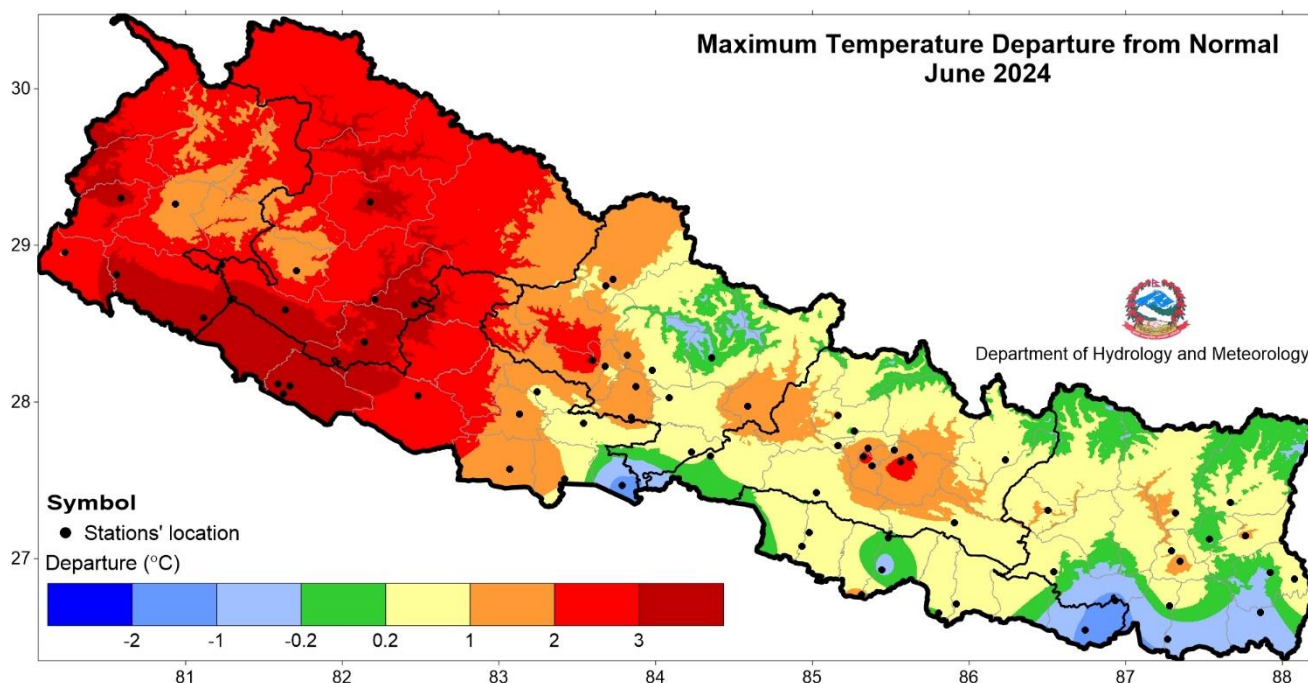 Maximum Temperature Departure from Normal
June 2024
30
29
28
27
Department of Hydrology and Meteorology
Symbol
Stations' location
Departure (°C)
-2 -1 -0.2 0.2 1 2 3
81 82 83 84 85 86 87 88